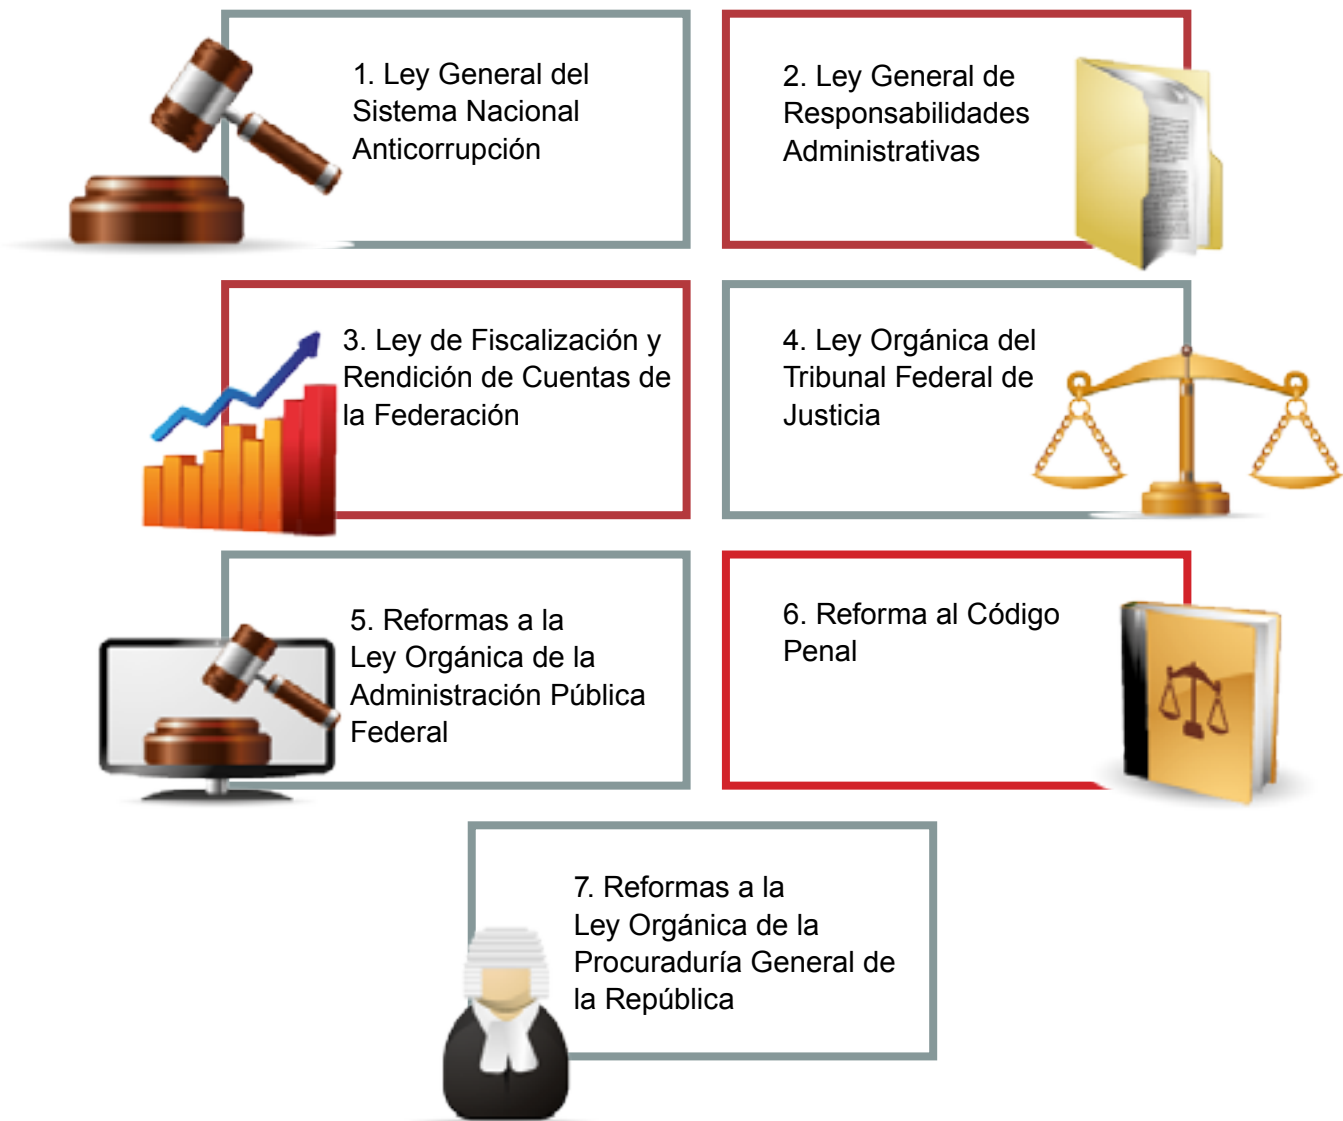 1. Ley General del
Sistema Nacional
Anticorrupción
2. Ley General de
Responsabilidades
Administrativas
3. Ley de Fiscalización y
Rendición de Cuentas de
la Federación
4. Ley Orgánica del
Tribunal Federal de
Justicia
5. Reformas a la
Ley Orgánica de la
Administración Pública
Federal
6. Reforma al Código
Penal
7. Reformas a la
Ley Orgánica de la
Procuraduría General de
la República